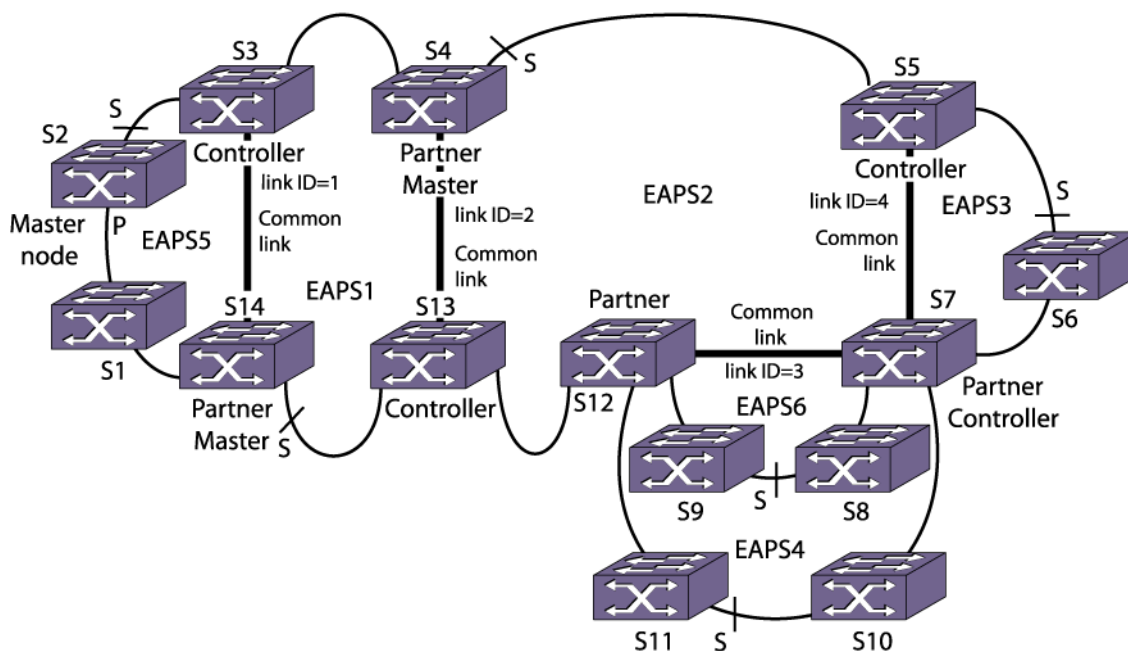 S3
S4
S
S5
S
S2
Controller
Partner
Controller
link ID=1
Master
EAPS2
link ID=4
EAPS3
S
Master
node
P
EAPS5
Common
link
link ID=2
Common
link
Common
link
EAPS1
S14
S13
Partner
Common
link
S7
S6
S1
link ID=3
S12
Partner
Master
S
Controller
EAPS6
Partner
Controller
S9
S
S8
EAPS4
S11
S
S10